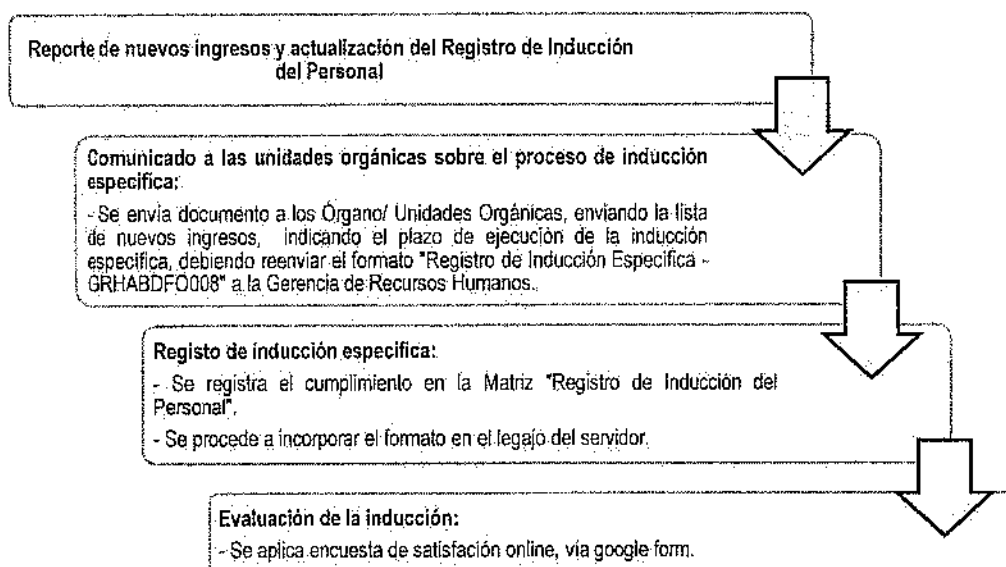 Reporte de nuevos ingresos y actualización del Registro de Inducción
del Personal
Comunicado a las unidades orgánicas sobre el proceso de inducción
especifica:
- Se envia documento a los Órgano/ Unidades Orgánicas, enviando la lista
de nuevos ingresos, indicando el plazo de ejecución de la inducción
especifica, debiendo reenviar el formato "Registro de Inducción Especifica -
GRHABDFO008" a la Gerencia de Recursos Humanos.
Registo de inducción especifica:
- Se registra el cumplimiento en la Matriz "Registro de Inducción del
Personal".
- Se procede a incorporar el formato en el legajo del servidor.
Evaluación de la inducción:
- Se aplica encuesta de satisfacción online, vía google form.